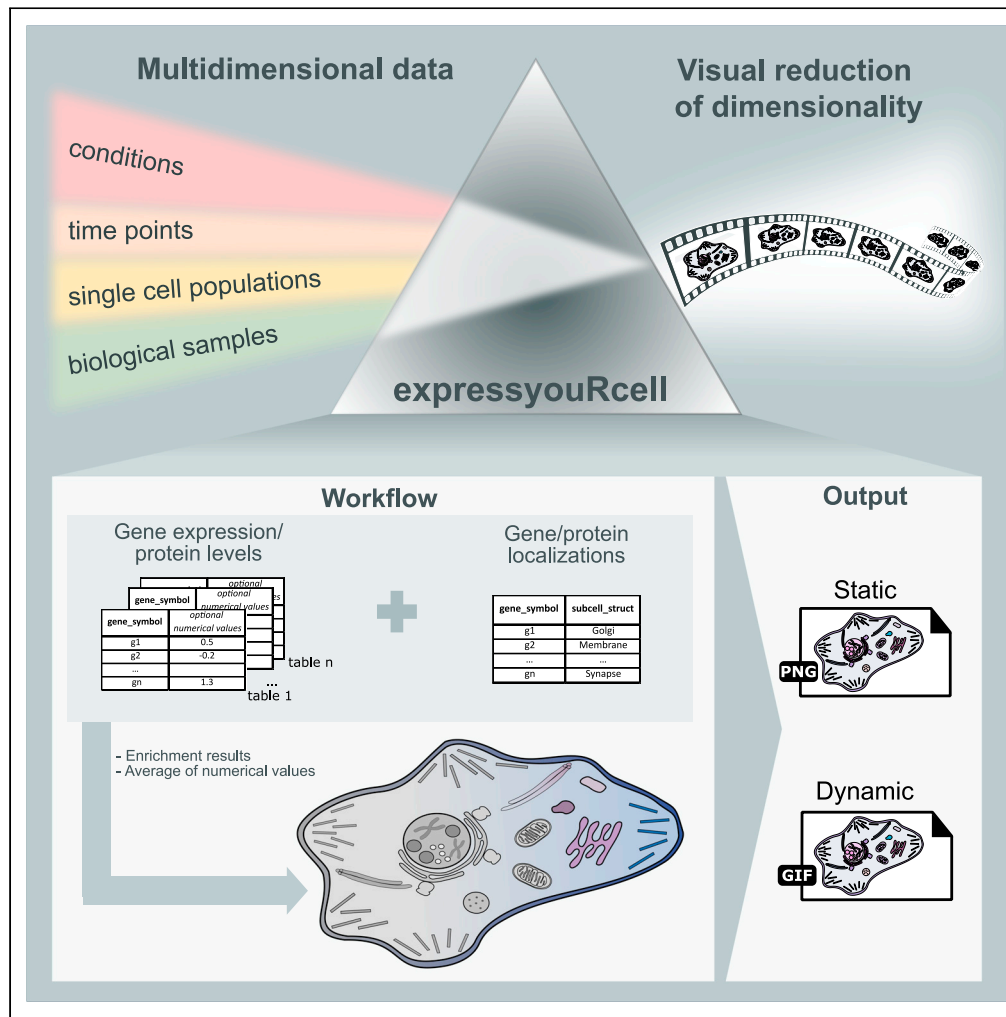 Multidimensional data
Visual reduction
of dimensionality
conditions
time points
single cell populations
biological samples
expressyouRcell
Workflow
Output
Gene expression/
protein levels
Gene/protein
localizations
optional
gene_symbol
optional
numerical values
gene_symbol
optional
numerical values
g1 0.5
g2 -0.2
...
gn 1.3
table n
...
table 1
gene_symbol subcell_struct
g1 Golgi
g2 Membrane
... ...
gn Synapse
- Enrichment results
- Average of numerical values
Static
PNG
Dynamic
GIF